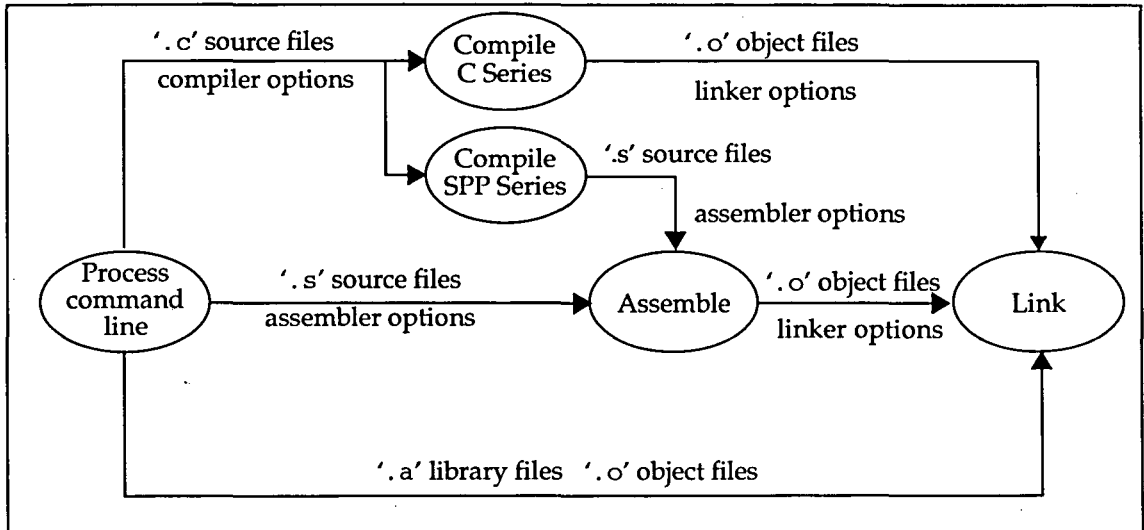 '.c' source files
compiler options
Compile
C Series
'.o' object files
linker options
Compile
SPP Series
'.s' source files
assembler options
Process
command
line
'.s' source files
assembler options
Assemble
'.o' object files
linker options
Link
'.a' library files '.o' object files